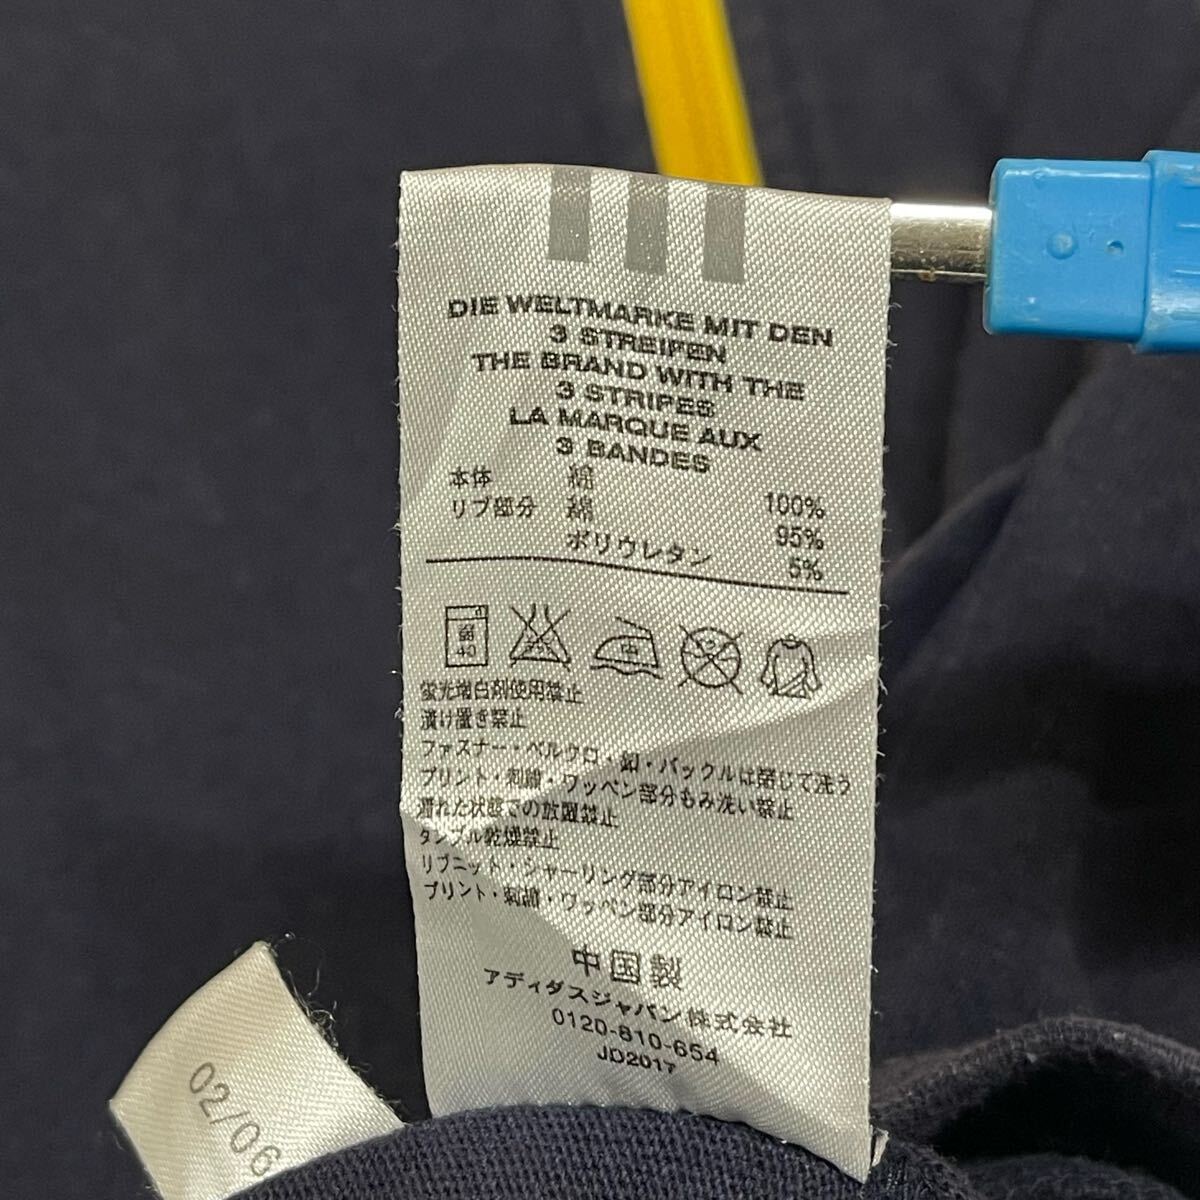 DIE WELTMARKE MIT DEN
3 STREIFEN
THE BRAND WITH THE
3 STRIPES
LA MARQUE AUX
3 BANDES
本体 綿 100%
リブ部分 綿 95%
ポリウレタン 5%
弱
40
中
蛍光増白剤使用禁止
漬け置き禁止
ファスナー・ベルクロ・釦・バックルは閉じて洗う
プリント・刺繍・ワッペン部分もみ洗い禁止
濡れた状態での放置禁止
タンブル乾燥禁止
リブニット・シャーリング部分アイロン禁止
プリント・刺繍・ワッペン部分アイロン禁止
中国製
アディダスジャパン株式会社
0120-810-654
JD2017
02/06